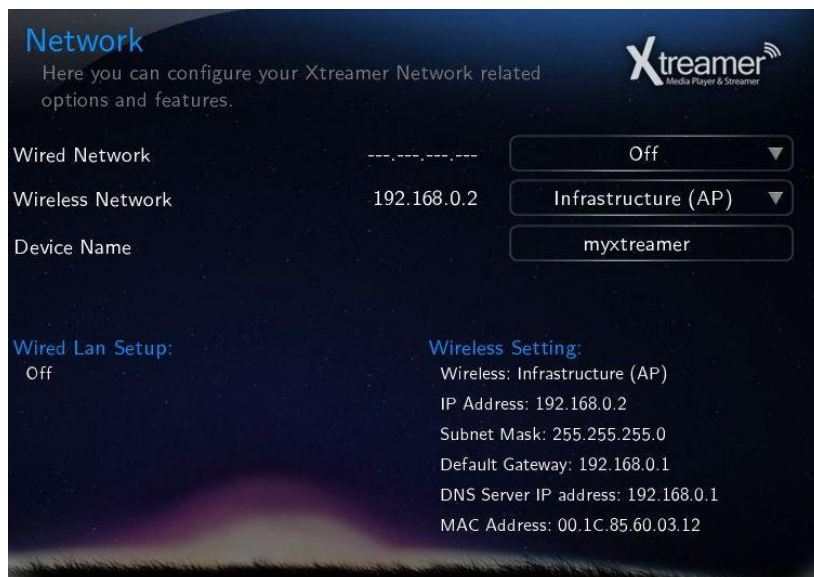 Network
Here you can configure your Xtreamer Network related
options and features.
Xtreamer
Media Player & Streamer
Wired Network ---.---.---.--- Off
Wireless Network 192.168.0.2 Infrastructure (AP)
Device Name myxtreamer
Wired Lan Setup:
Off
Wireless Setting:
Wireless: Infrastructure (AP)
IP Address: 192.168.0.2
Subnet Mask: 255.255.255.0
Default Gateway: 192.168.0.1
DNS Server IP address: 192.168.0.1
MAC Address: 00.1C.85.60.03.12